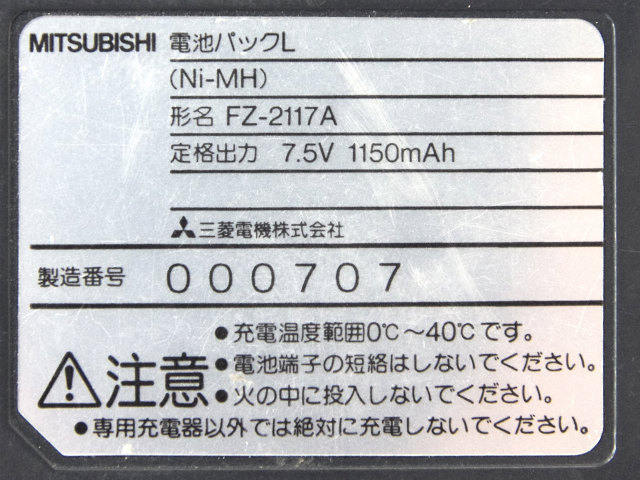 MITSUBISHI 電池パックL
(Ni-MH)
形名 FZ-2117A
定格出力 7.5V 1150mAh
三菱電機株式会社
製造番号 000707
●充電温度範囲0℃～40℃です。
⚠注意
●電池端子の短絡はしないでください。
●火の中に投入しないでください。
●専用充電器以外では絶対に充電しないでください。